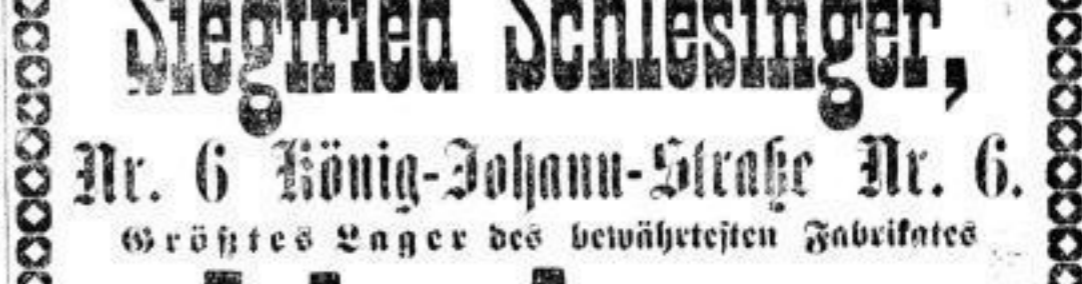 Siegfried Schlesinger,
Nr. 6 König-Johann-Straße Nr. 6.
Größtes Lager des bewährtesten Fabrikates